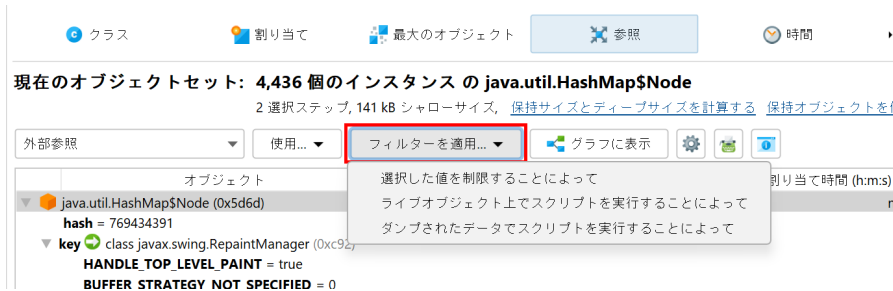 クラス 割り当て 最大のオブジェクト 参照 時間
現在のオブジェクトセット: 4,436 個のインスタンス の java.util.HashMap$Node
2 選択ステップ, 141 kB シャローサイズ, 保持サイズとディープサイズを計算する 保持オブジェクトを
外部参照 使用... フィルターを適用... グラフに表示
選択した値を制限することによって
ライブオブジェクト上でスクリプトを実行することによって
ダンプされたデータでスクリプトを実行することによって
オブジェクト 割り当て時間 (h:m:s)
java.util.HashMap$Node (0x5d6d)
hash = 769434391
key class javax.swing.RepaintManager (0xc92)
HANDLE_TOP_LEVEL_PAINT = true
BUFFER_STRATEGY_NOT_SPECIFIED = 0